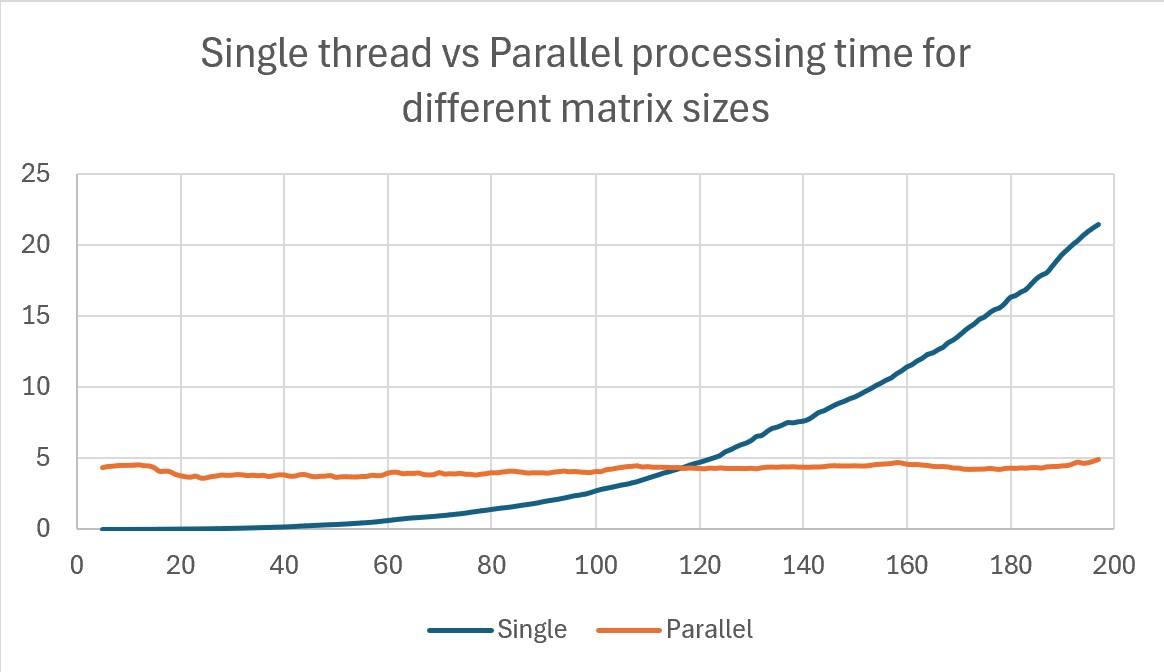 Single thread vs Parallel processing time for
different matrix sizes
25
20
15
10
5
0
0 20 40 60 80 100 120 140 160 180 200
Single Parallel